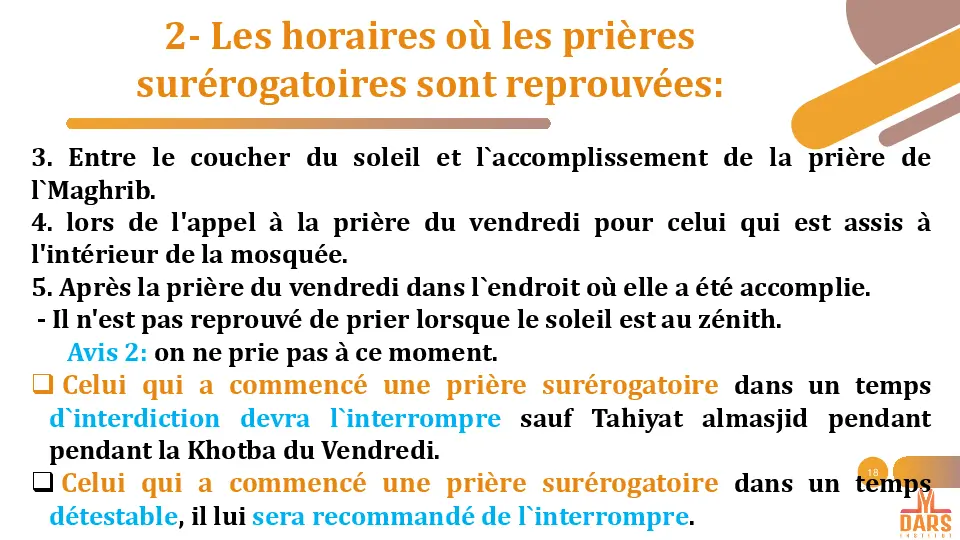 2- Les horaires où les prières
surérogatoires sont reprouvées:
3. Entre le coucher du soleil et l`accomplissement de la prière de
l`Maghrib.
4. lors de l'appel à la prière du vendredi pour celui qui est assis à
l'intérieur de la mosquée.
5. Après la prière du vendredi dans l`endroit où elle a été accomplie.
- Il n'est pas reprouvé de prier lorsque le soleil est au zénith.
Avis 2: on ne prie pas à ce moment.
❑ Celui qui a commencé une prière surérogatoire dans un temps
d`interdiction devra l`interrompre sauf Tahiyat almasjid pendant
pendant la Khotba du Vendredi.
18
❑ Celui qui a commencé une prière surérogatoire dans un temps
détestable, il lui sera recommandé de l`interrompre.
DARS
INSTITUT